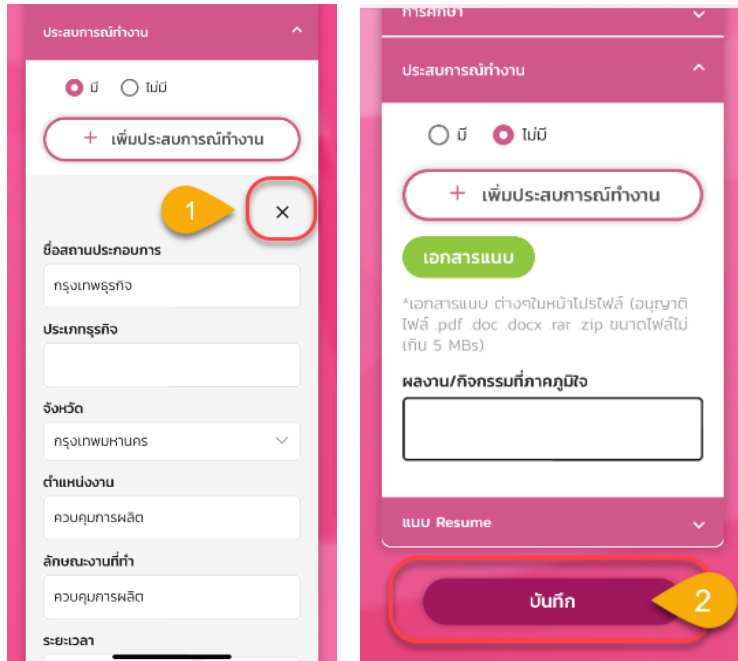 ประสบการณ์ทำงาน
มี
ไม่มี
+ เพิ่มประสบการณ์ทำงาน
1
ชื่อสถานประกอบการ
กรุงเทพธุรกิจ
ประเภทธุรกิจ
จังหวัด
กรุงเทพมหานคร
ตำแหน่งงาน
ควบคุมการผลิต
ลักษณะงานที่ทำ
ควบคุมการผลิต
ระยะเวลา
การศึกษา
ประสบการณ์ทำงาน
มี
ไม่มี
+ เพิ่มประสบการณ์ทำงาน
เอกสารแนบ
*เอกสารแนบ ต่างๆในหน้าโปรไฟล์ (อนุญาติ
ไฟล์ .pdf .doc .docx .rar .zip ขนาดไฟล์ไม่
เกิน 5 MBs)
ผลงาน/กิจกรรมที่ภาคภูมิใจ
แนบ Resume
บันทึก
2